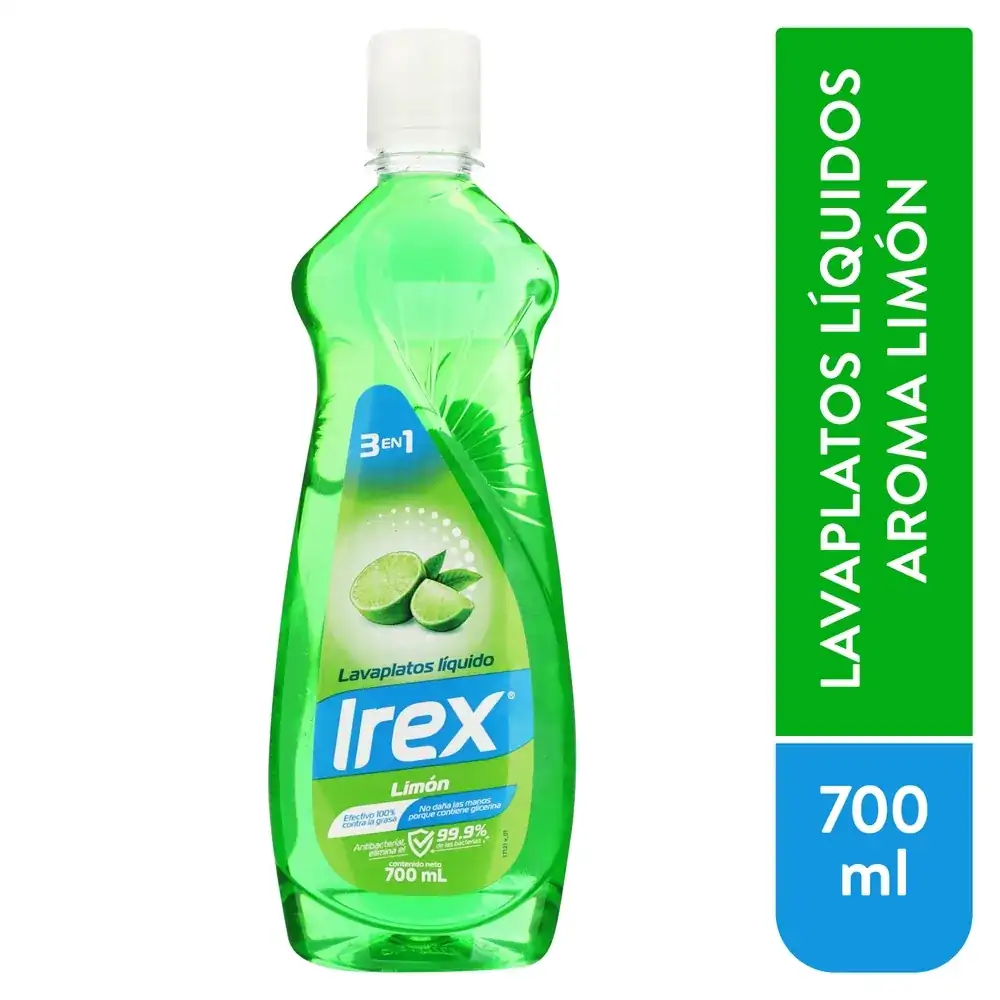 3 EN 1
Lavaplatos líquido
Irex®
Limón
Efectivo 100%
contra la grasa
No daña las manos
porque contiene glicerina
Antibacterial,
elimina el
99.9%
de las bacterias
contenido neto
700 mL
LAVAPLATOS LÍQUIDOS
AROMA LIMÓN
700
ml